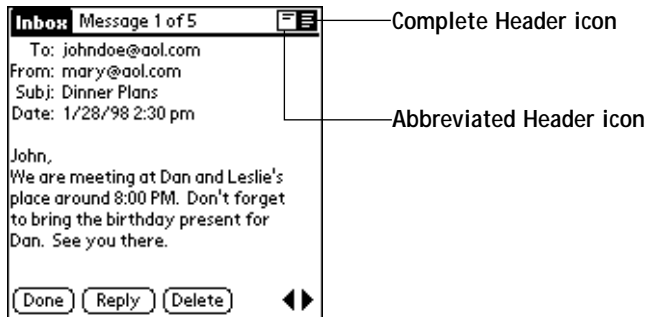 Inbox Message 1 of 5
Complete Header icon
To: johndoe@aol.com
From: mary@aol.com
Subj: Dinner Plans
Date: 1/28/98 2:30 pm
Abbreviated Header icon
John,
We are meeting at Dan and Leslie's
place around 8:00 PM. Don't forget
to bring the birthday present for
Dan. See you there.
Done Reply Delete